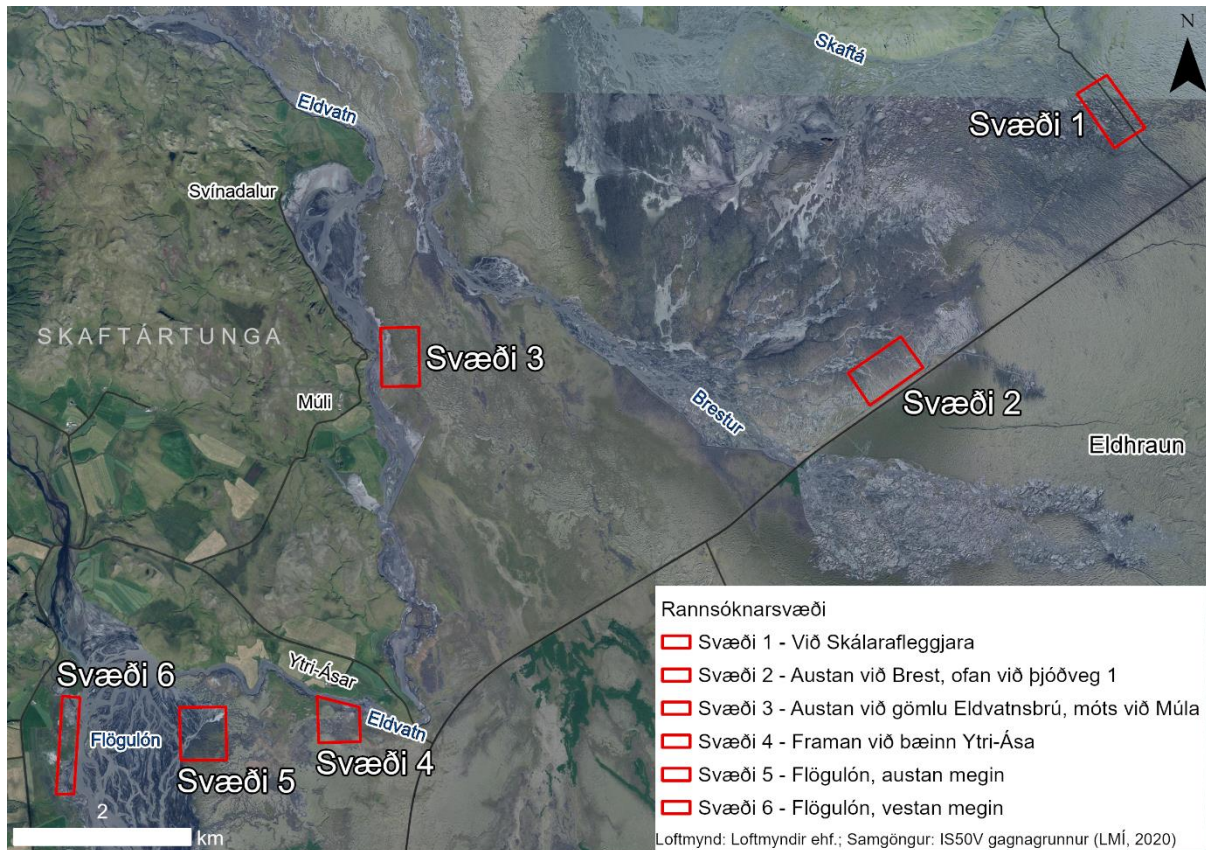 N
Skaftá
Eldvatn
Svæði 1
Svínadalur
SKAFTÁRTUNGA
Svæði 3
Múli
Svæði 2
Brestur
Eldhraun
Ytri-Ásar
Svæði 6
Eldvatn
Flögulón
Svæði 5
Svæði 4
2
km
Rannsóknarsvæði
Svæði 1 - Við Skálarafleggjara
Svæði 2 - Austan við Brest, ofan við þjóðveg 1
Svæði 3 - Austan við gömlu Eldvatnsbrú, móts við Múla
Svæði 4 - Framan við bæinn Ytri-Ása
Svæði 5 - Flögulón, austan megin
Svæði 6 - Flögulón, vestan megin
Loftmynd: Loftmyndir ehf.; Samgöngur: IS50V gagnagrunnur (LMÍ, 2020)